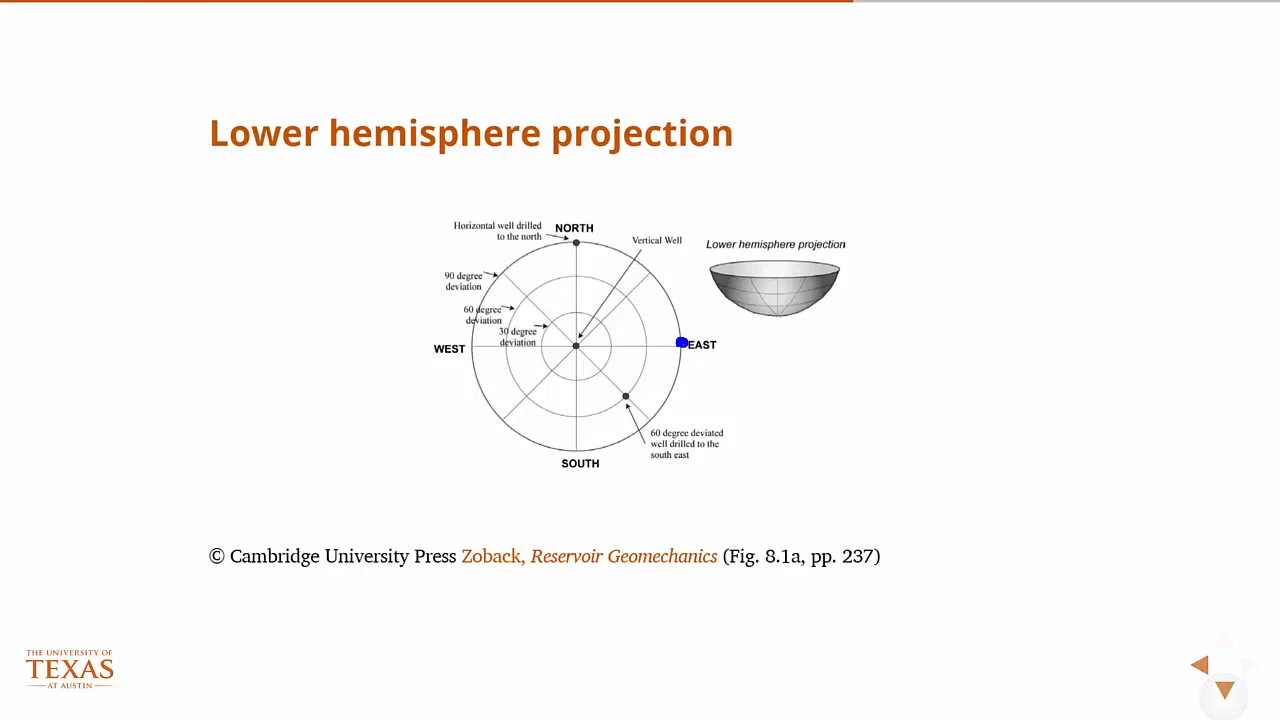 Lower hemisphere projection
Horizontal well drilled
to the north
NORTH
Vertical Well
Lower hemisphere projection
90 degree
deviation
60 degree
deviation
30 degree
deviation
WEST
EAST
60 degree deviated
well drilled to the
south east
SOUTH
© Cambridge University Press Zoback, Reservoir Geomechanics (Fig. 8.1a, pp. 237)
THE UNIVERSITY OF
TEXAS
AT AUSTIN